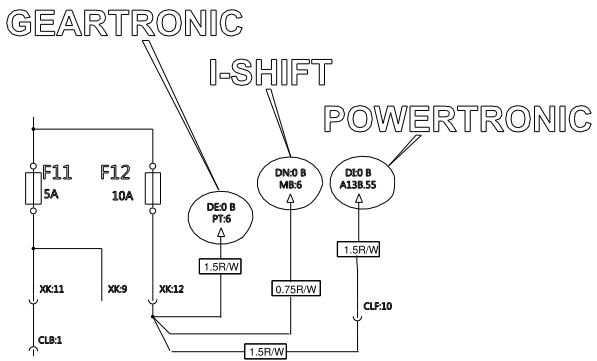 GEARTRONIC
I-SHIFT
POWERTRONIC
F11
5A
F12
10A
DE:0 B
PT:6
DN:0 B
MB:6
DI:0 B
A13B.55
1.5R/W
1.5R/W
0.75R/W
XK:11
XK:9
XK:12
CLF:10
CLB:1
1.5R/W